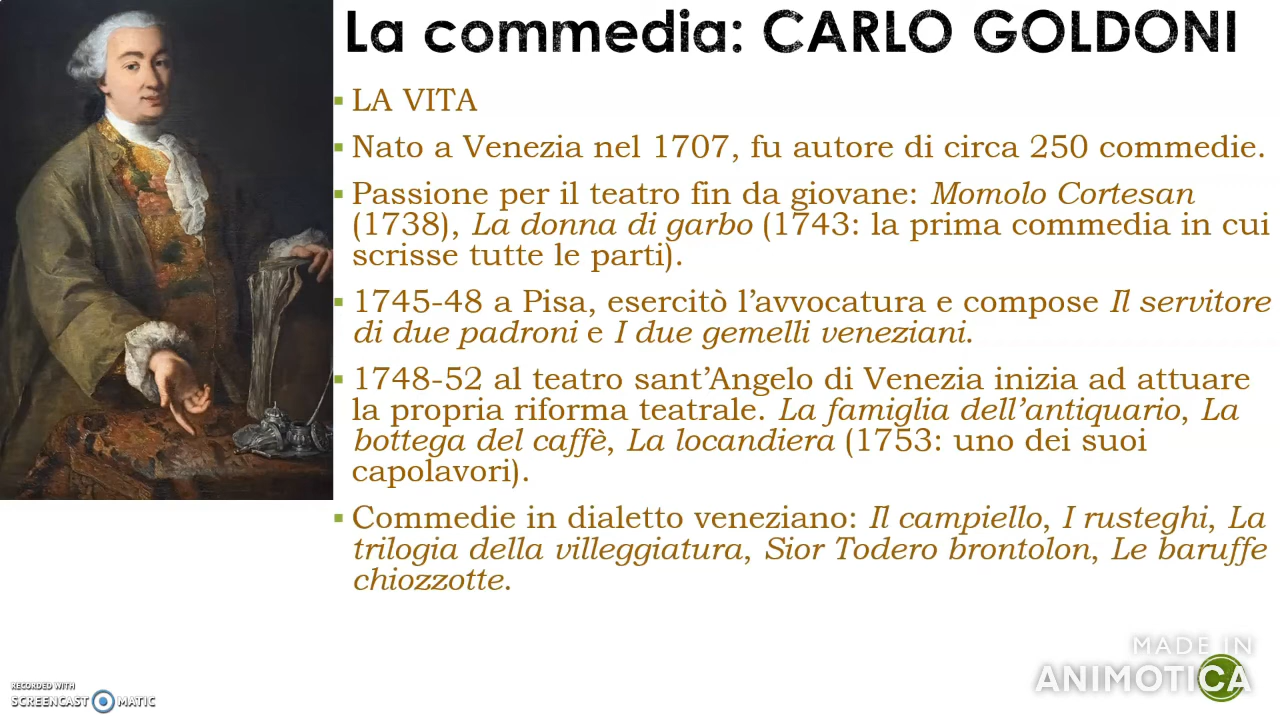 La commedia: CARLO GOLDONI
LA VITA
Nato a Venezia nel 1707, fu autore di circa 250 commedie.
Passione per il teatro fin da giovane: Momolo Cortesan
(1738), La donna di garbo (1743: la prima commedia in cui
scrisse tutte le parti).
1745-48 a Pisa, esercitò l'avvocatura e compose Il servitore
di due padroni e I due gemelli veneziani.
1748-52 al teatro sant'Angelo di Venezia inizia ad attuare
la propria riforma teatrale. La famiglia dell'antiquario, La
bottega del caffè, La locandiera (1753: uno dei suoi
capolavori).
Commedie in dialetto veneziano: Il campiello, I rusteghi, La
trilogia della villeggiatura, Sior Todero brontolon, Le baruffe
chiozzotte.
MADE IN
ANIMOTICA
RECORDED WITH
SCREENCAST MATIC